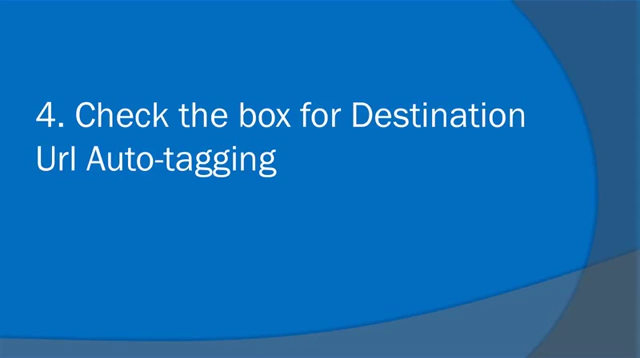 4. Check the box for Destination
Url Auto-tagging